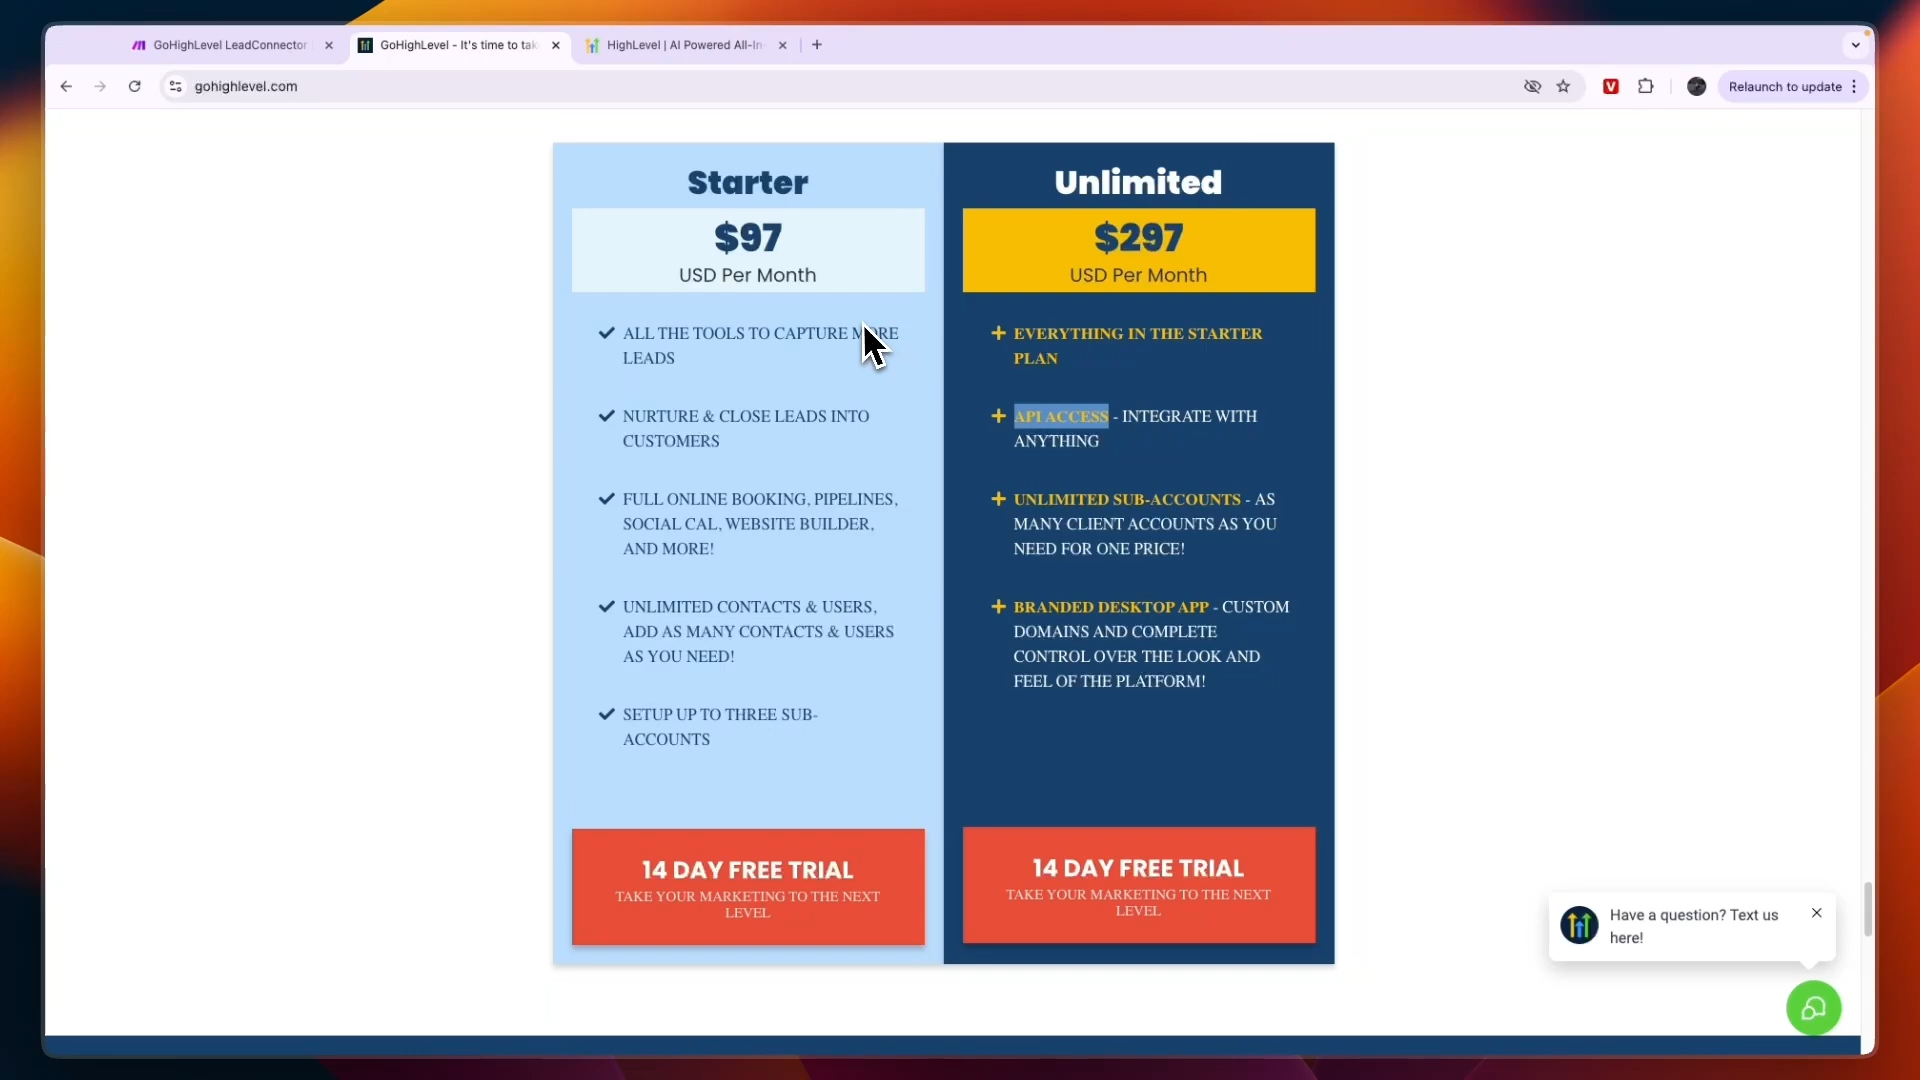 GoHighLevel LeadConnector
GoHighLevel - It's time to tak
HighLevel | AI Powered All-In-
gohighlevel.com
Relaunch to update
Starter
$97
USD Per Month
ALL THE TOOLS TO CAPTURE MORE
LEADS
NURTURE & CLOSE LEADS INTO
CUSTOMERS
FULL ONLINE BOOKING, PIPELINES,
SOCIAL CAL, WEBSITE BUILDER,
AND MORE!
UNLIMITED CONTACTS & USERS,
ADD AS MANY CONTACTS & USERS
AS YOU NEED!
SETUP UP TO THREE SUB-
ACCOUNTS
14 DAY FREE TRIAL
TAKE YOUR MARKETING TO THE NEXT
LEVEL
Unlimited
$297
USD Per Month
EVERYTHING IN THE STARTER
PLAN
API ACCESS - INTEGRATE WITH
ANYTHING
UNLIMITED SUB-ACCOUNTS - AS
MANY CLIENT ACCOUNTS AS YOU
NEED FOR ONE PRICE!
BRANDED DESKTOP APP - CUSTOM
DOMAINS AND COMPLETE
CONTROL OVER THE LOOK AND
FEEL OF THE PLATFORM!
14 DAY FREE TRIAL
TAKE YOUR MARKETING TO THE NEXT
LEVEL
Have a question? Text us
here!